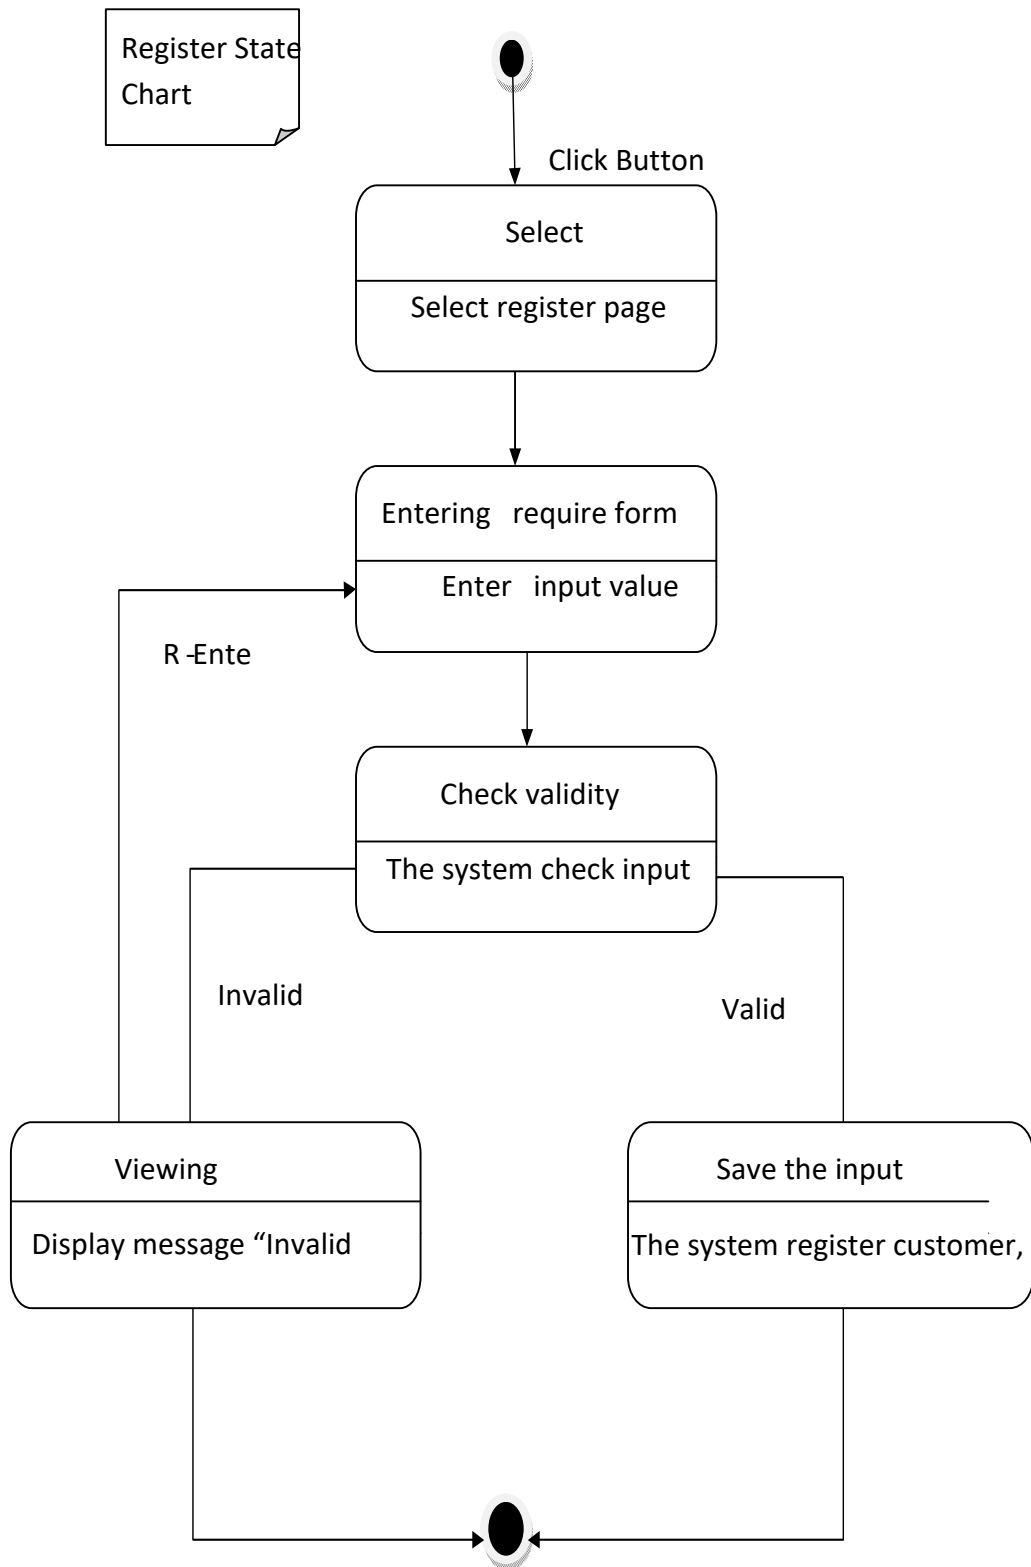 Register State
Chart
Click Button
Select
Select register page
Entering require form
Enter input value
R-Ente
Check validity
The system check input
Invalid
Valid
Viewing
Display message “Invalid
Save the input
The system register customer,